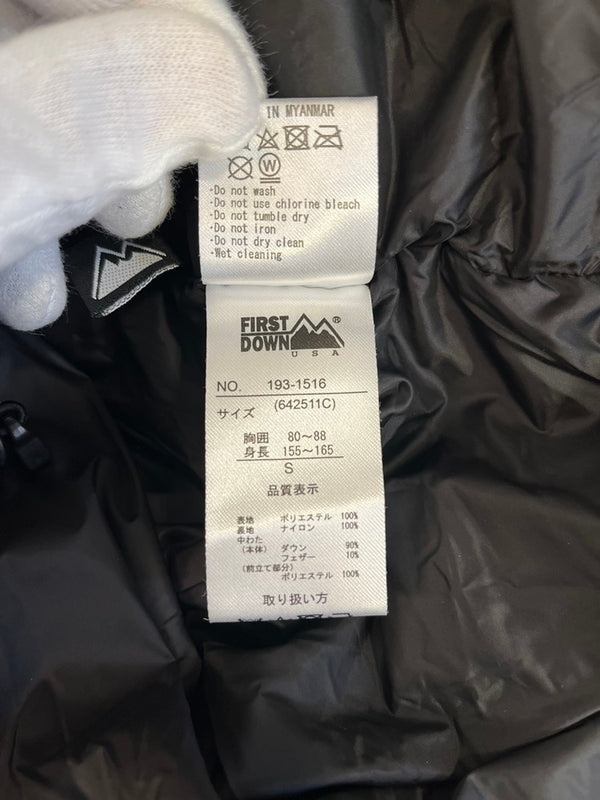 IN MYANMAR
W
·Do not wash
·Do not use chlorine bleach
·Do not tumble dry
·Do not iron
·Do not dry clean
·Wet cleaning
FIRST
DOWN®
USA
NO. 193-1516
サイズ (642511C)
胸囲 80～88
身長 155～165
S
品質表示
表地 ポリエステル 100%
裏地 ナイロン 100%
中わた
(本体) ダウン 90%
フェザー 10%
(前立て部分)
ポリエステル 100%
取り扱い方